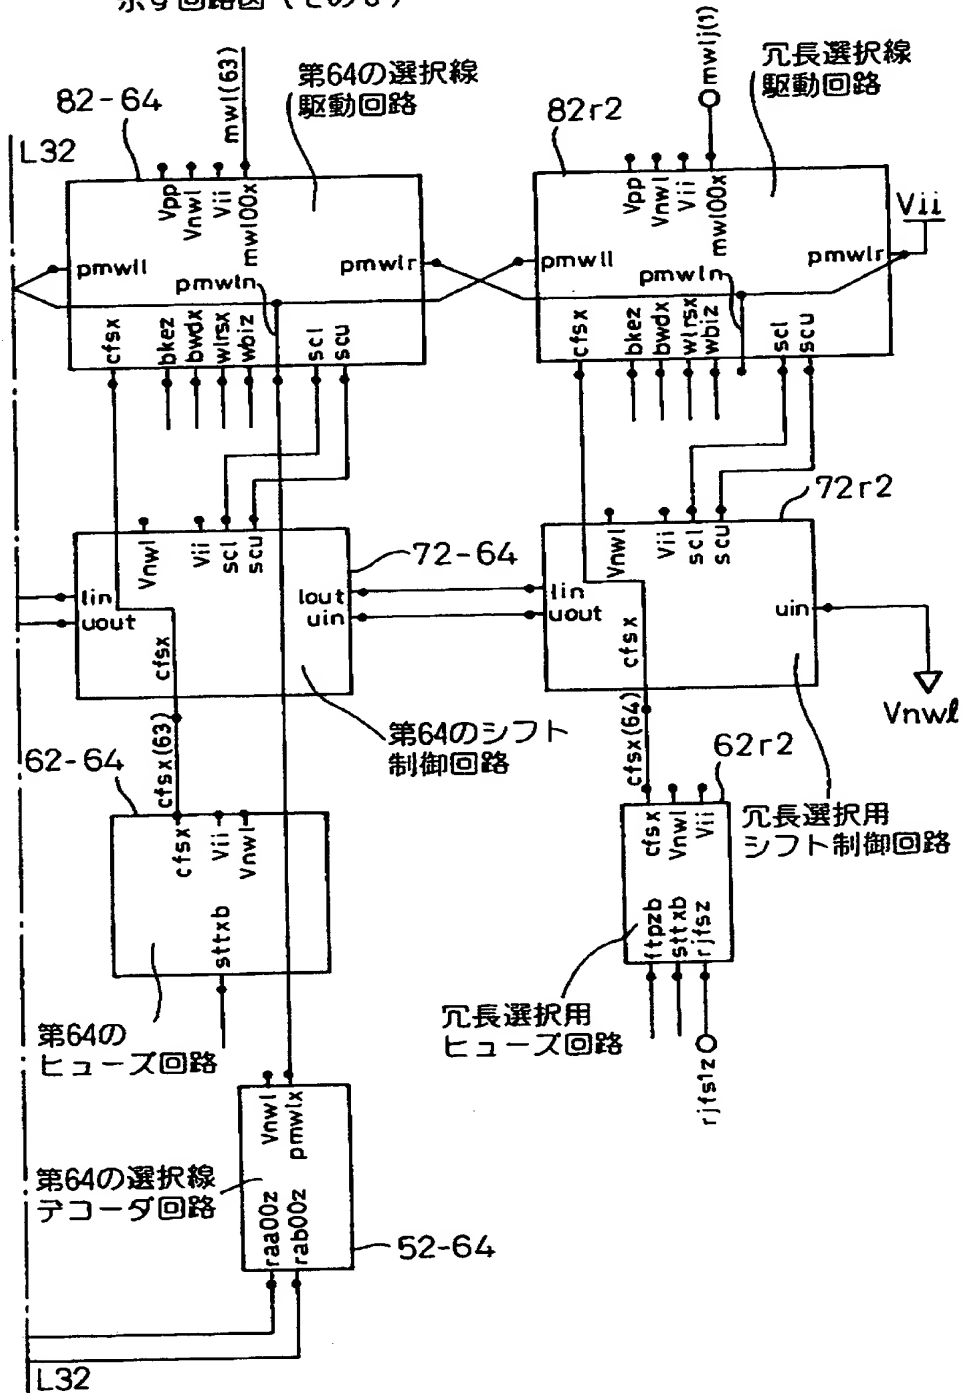 mwl(63)
第64の選択線
駆動回路
82-64
L32
Vpp
Vnwl
Vii
mwl00x
pmwll
pmwlr
pmwln
cfsx
bkez
bwdx
wlrsx
wbiz
scl
scu
mwlj(1)
冗長選択線
駆動回路
82r2
Vii
Vpp
Vnwl
Vii
mwl00x
pmwll
pmwlr
pmwln
cfsx
bkez
bwdx
wlrsx
wbiz
scl
scu
Vnwl
Vii
scl
scu
72-64
lin
uout
lout
uin
cfsx
第64のシフト
制御回路
72r2
Vnwl
Vii
scl
scu
lin
uout
uin
cfsx
Vnwl
冗長選択用
シフト制御回路
62-64
cfsx(63)
cfsx
Vii
Vnwl
sttxb
第64の
ヒューズ回路
cfsx(64)
62r2
cfsx
Vnwl
Vii
ftpzb
sttxb
rjfsz
冗長選択用
ヒューズ回路
rjfs1z
Vnwl
pmwlx
第64の選択線
デコーダ回路
raa00z
rab00z
52-64
L32